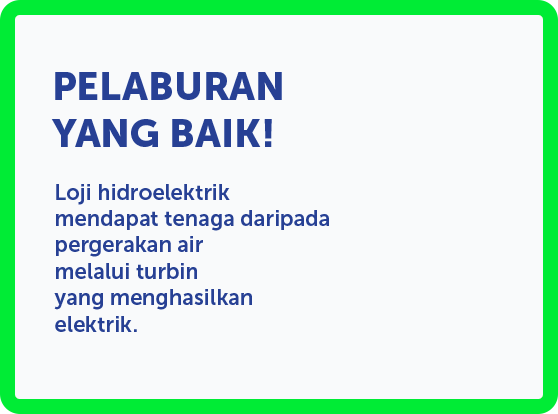 PELABURAN
YANG BAIK!
Loji hidroelektrik
mendapat tenaga daripada
pergerakan air
melalui turbin
yang menghasilkan
elektrik.